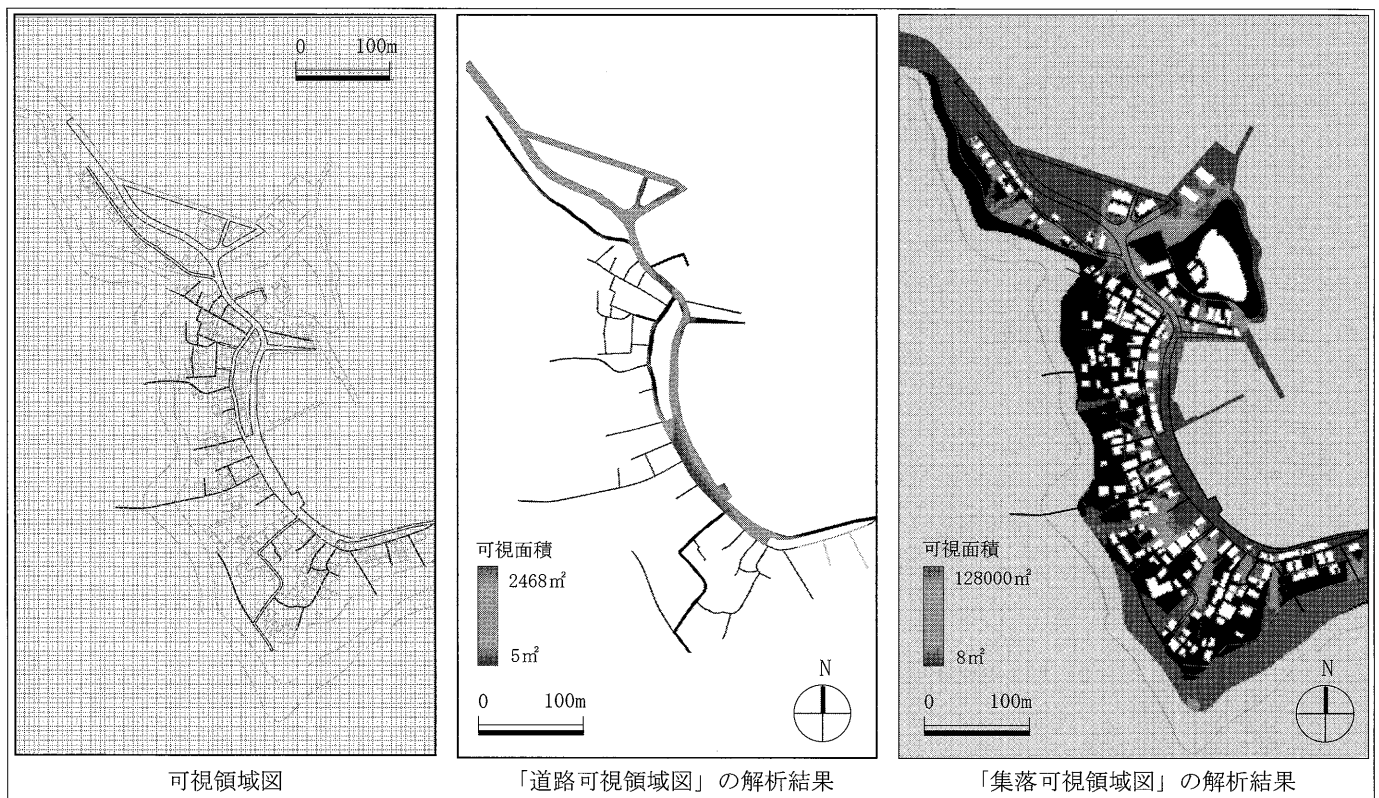 0 100m
可視領域図
可視面積
2468㎡
5㎡
0 100m
N
「道路可視領域図」の解析結果
可視面積
128000㎡
8㎡
0 100m
N
「集落可視領域図」の解析結果